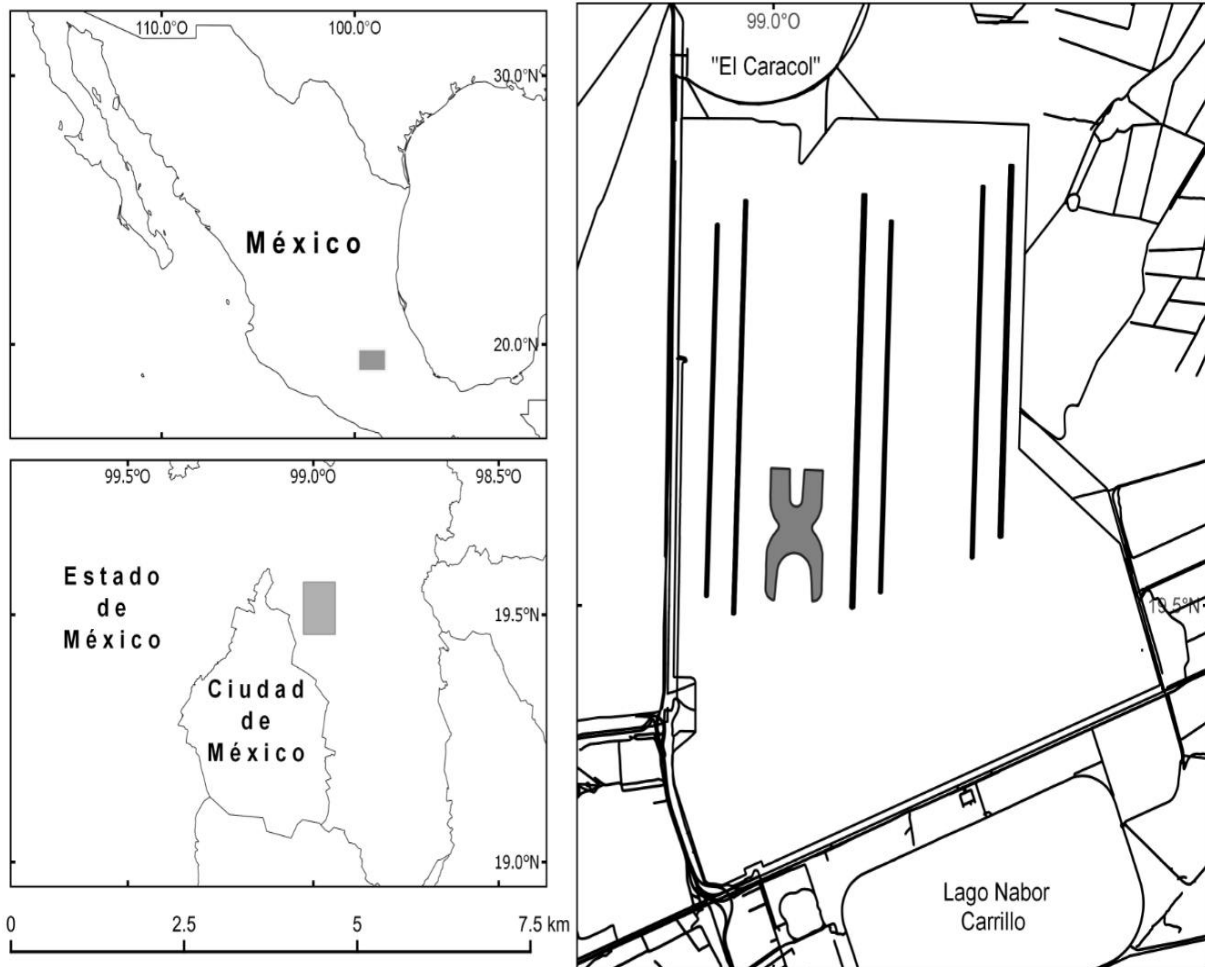 110.0°O
100.0°O
30.0°N
México
20.0°N
99.5°O
99.0°O
98.5°O
Estado
de
México
19.5°N
Ciudad
de
México
19.0°N
0
2.5
5
7.5 km
99.0°O
"El Caracol"
19.5°N
Lago Nabor
Carrillo